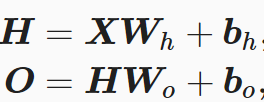 H = XW_h + b_h,
O = HW_o + b_o,